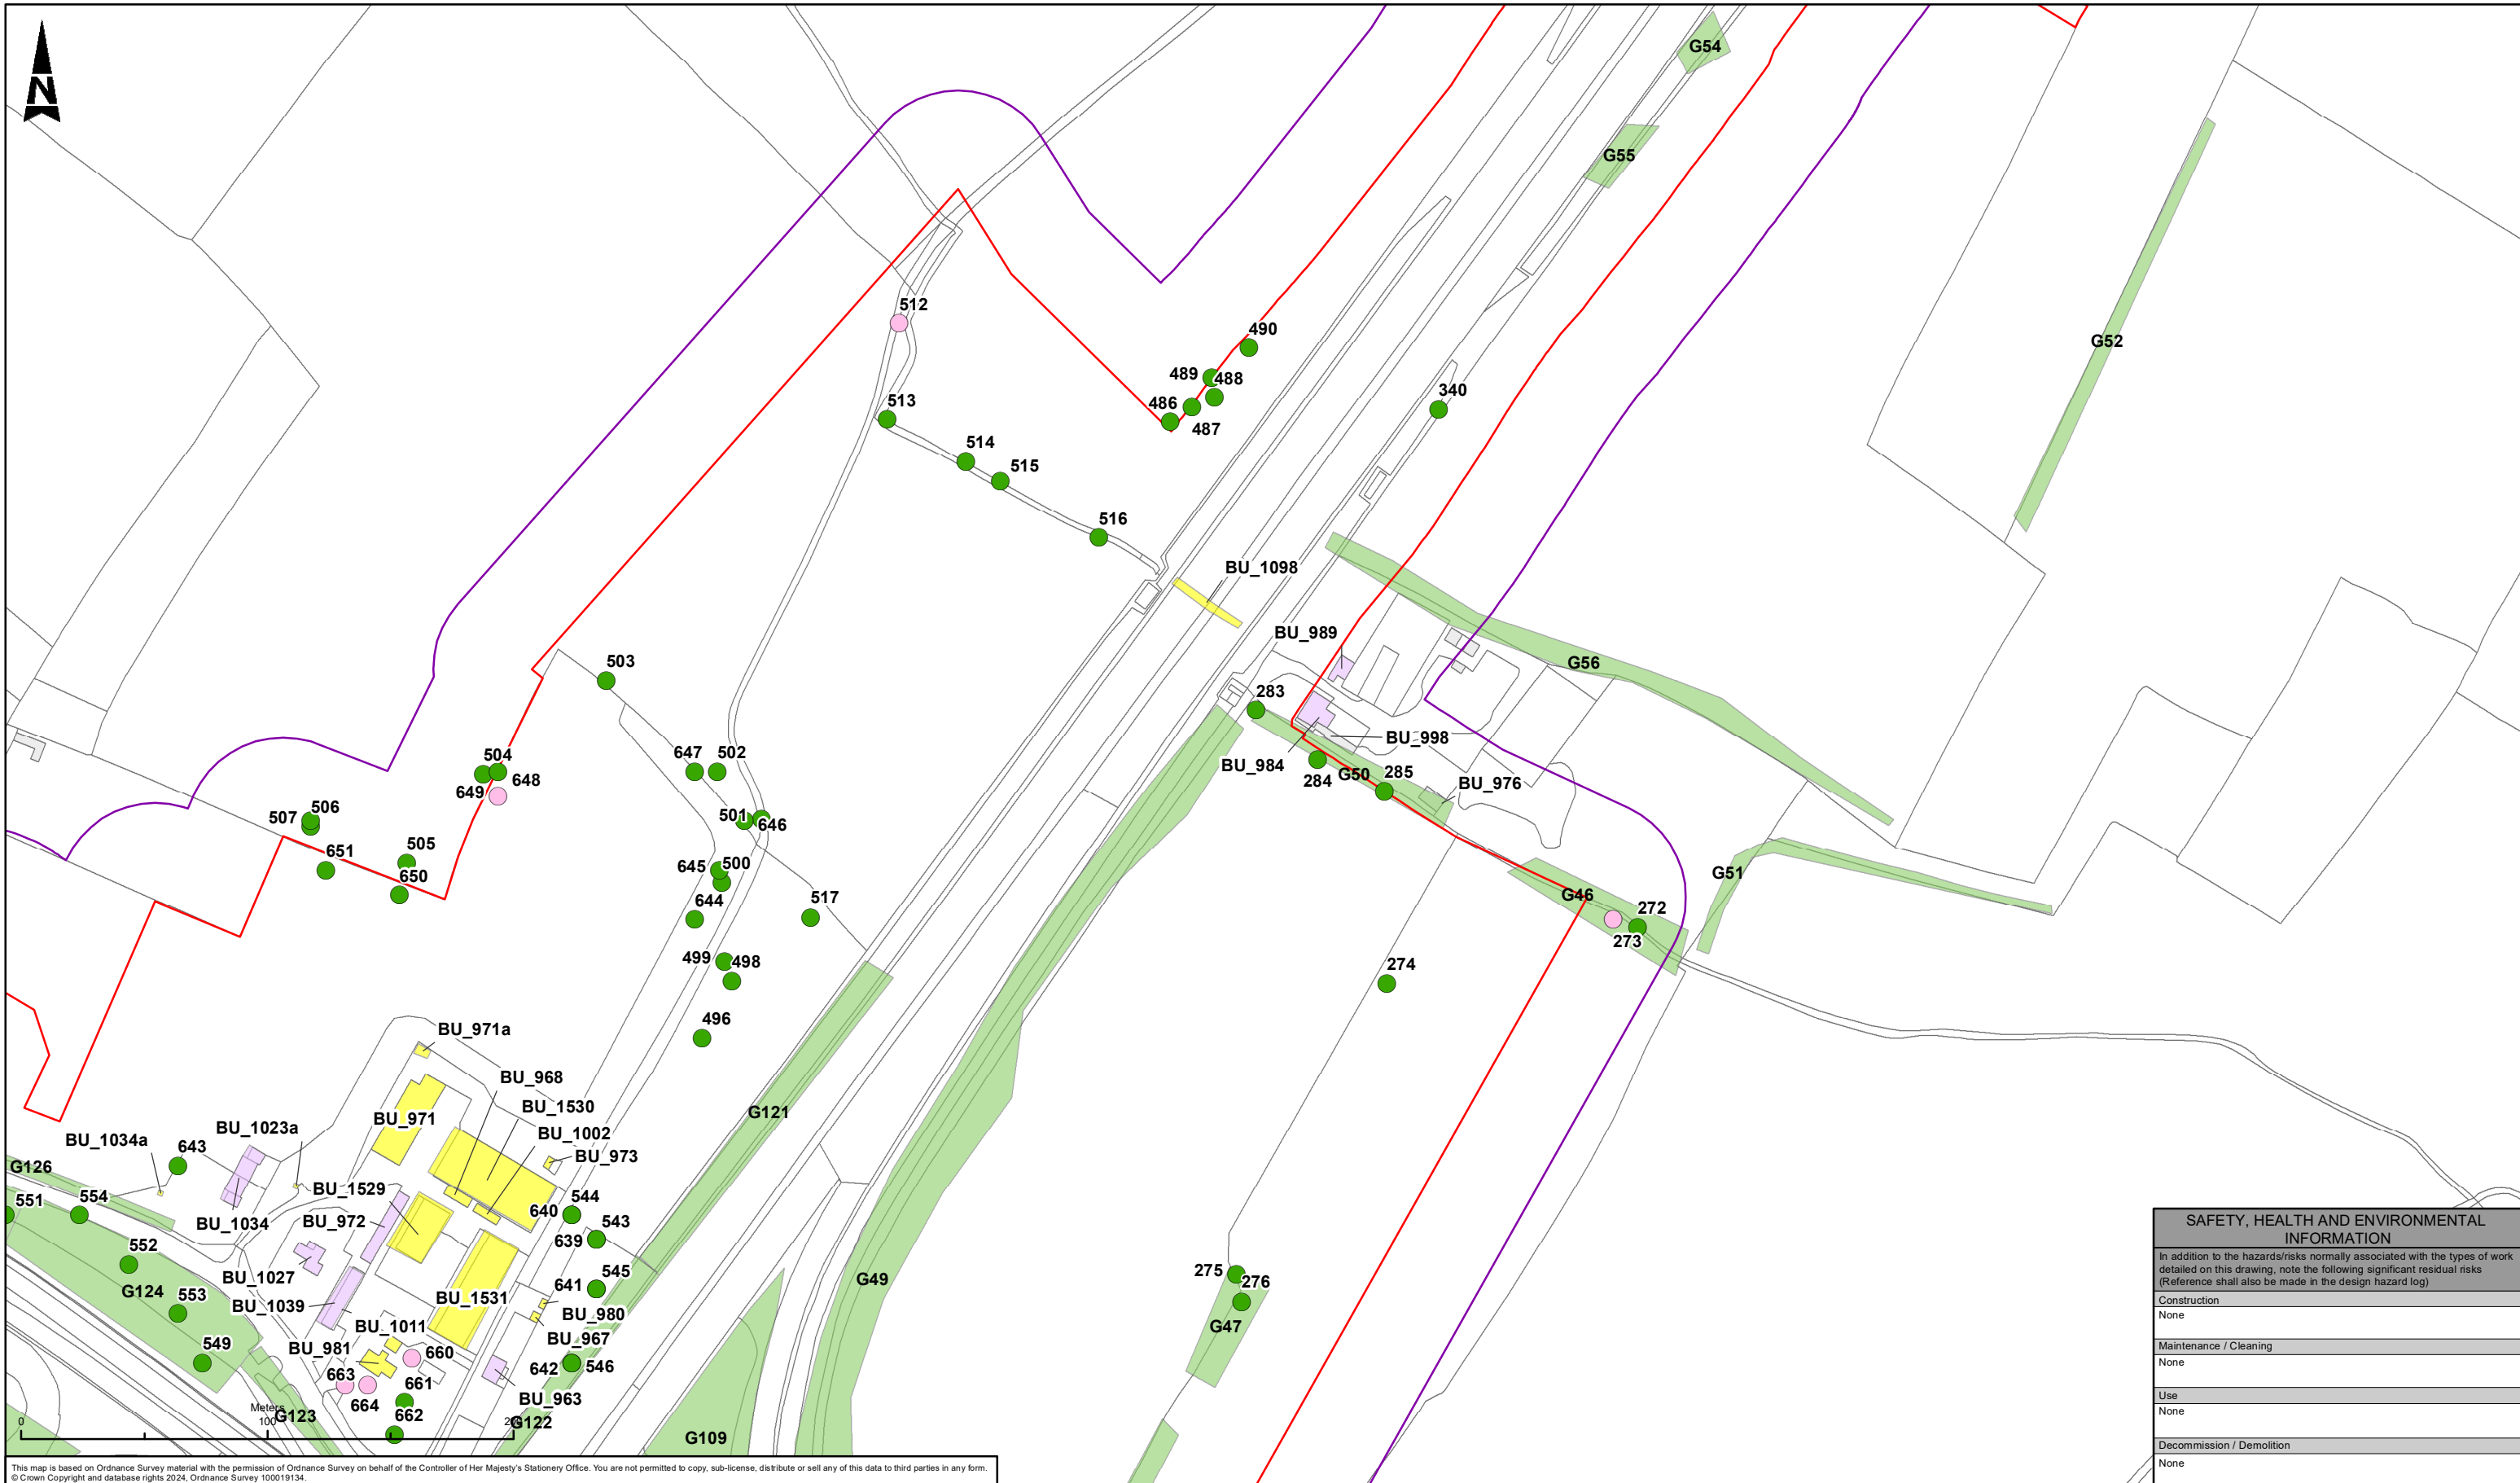 N
G54
G55
512
490
G52
489
488
340
486
487
513
514
515
516
BU_1098
BU_989
503
G56
283
647
502
BU_998
504
BU_984
G50
285
648
284
BU_976
649
506
507
501
646
505
651
645
500
G51
650
G46
644
517
272
273
499
498
274
496
BU_971a
BU_968
BU_1530
G121
BU_971
BU_1023a
BU_1002
BU_1034a
643
BU_973
G126
BU_1529
551
554
544
640
BU_1034
BU_972
543
639
552
275
BU_1027
641
545
276
G124
G49
BU_1039
553
BU_1531
BU_980
BU_1011
G47
BU_967
BU_981
549
660
642
546
663
661
BU_963
664
Meters
662
0
100
G123
G122
G109
SAFETY, HEALTH AND ENVIRONMENTAL
INFORMATION
In addition to the hazards/risks normally associated with the types of work
detailed on this drawing, note the following significant residual risks
(Reference shall also be made in the design hazard log)
Construction
None
Maintenance / Cleaning
None
Use
None
Decommission / Demolition
None
This map is based on Ordnance Survey material with the permission of Ordnance Survey on behalf of the Controller of Her Majesty's Stationery Office. You are not permitted to copy, sub-license, distribute or sell any of this data to third parties in any form.
© Crown Copyright and database rights 2024, Ordnance Survey 100019134.